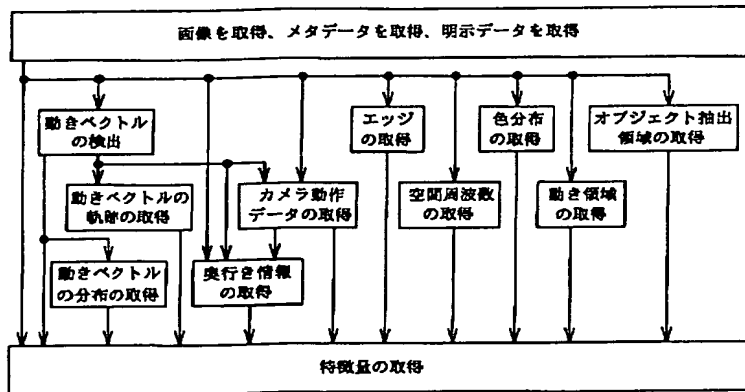 画像を取得、メタデータを取得、明示データを取得
動きベクトル
の検出
エッジ
の取得
色分布
の取得
オブジェクト抽出
領域の取得
動きベクトルの
軌跡の取得
カメラ動作
データの取得
空間周波数
の取得
動き領域
の取得
動きベクトル
の分布の取得
奥行き情報
の取得
特徴量の取得